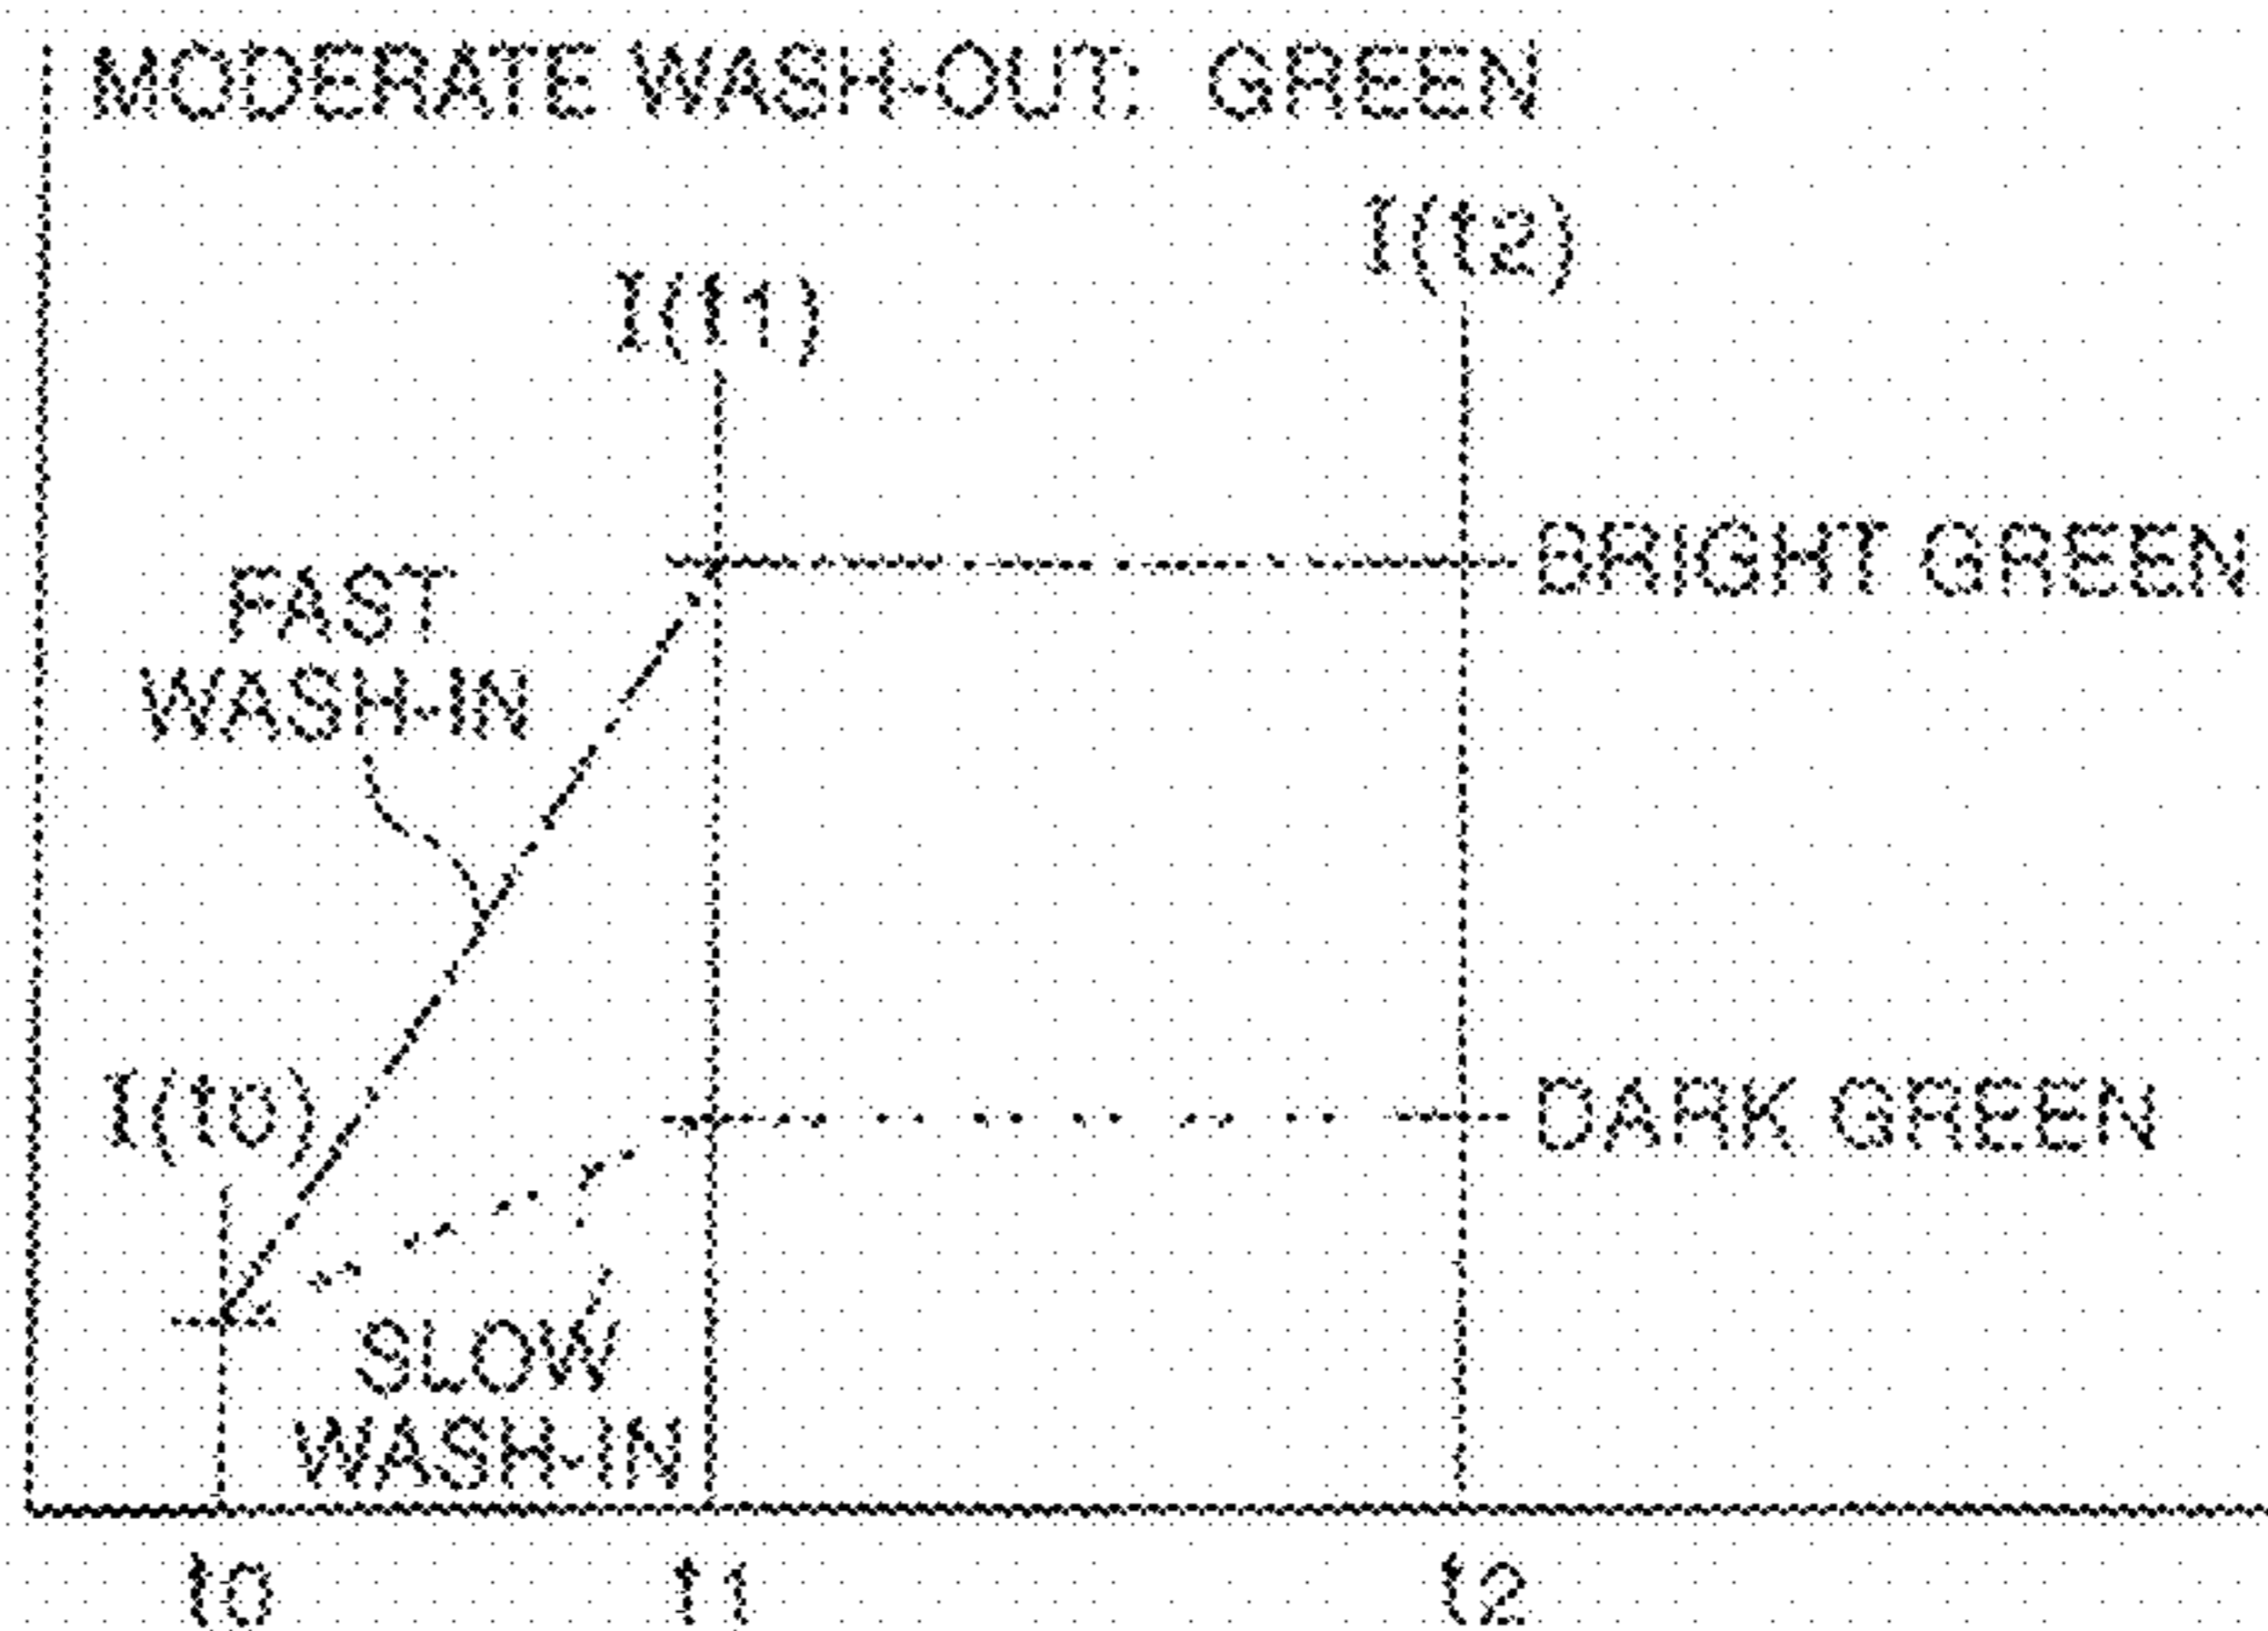 MODERATE WASH-OUT: GREEN
I(t2)
I(t1)
BRIGHT GREEN
FAST
WASH-IN
I(t0)
DARK GREEN
SLOW
WASH-IN
t0
t1
t2